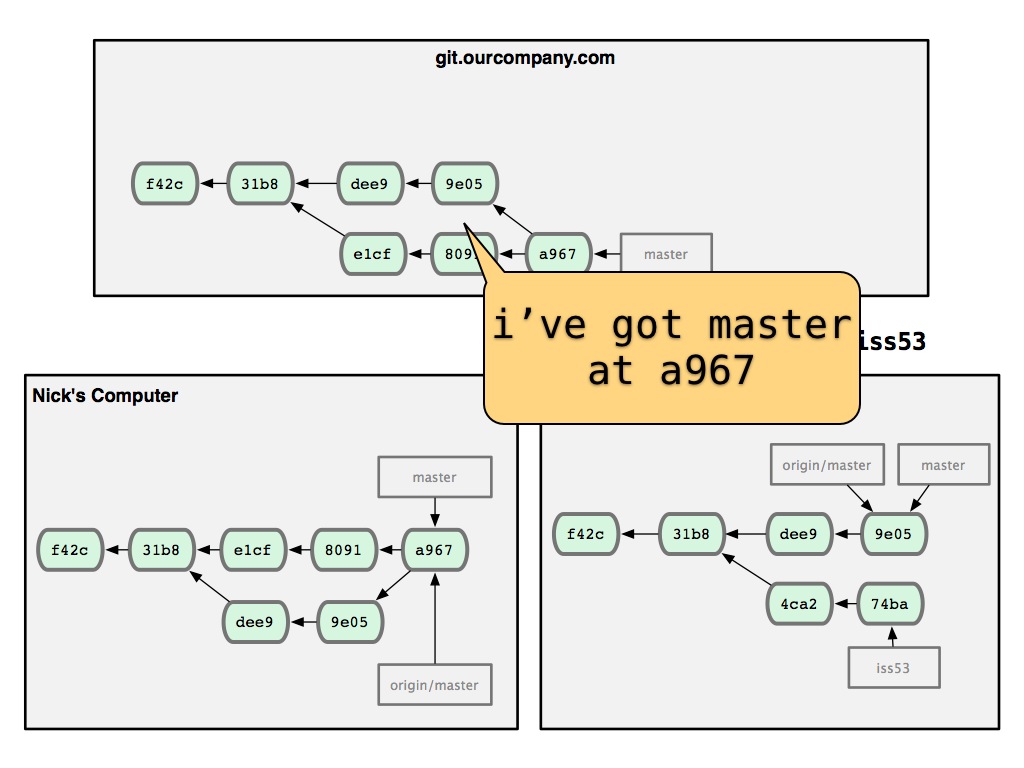 git.ourcompany.com
f42c 31b8 dee9 9e05
e1cf 809 a967 master
i’ve got master
at a967
iss53
Nick's Computer
master
f42c 31b8 e1cf 8091 a967
dee9 9e05
origin/master
origin/master master
f42c 31b8 dee9 9e05
4ca2 74ba
iss53